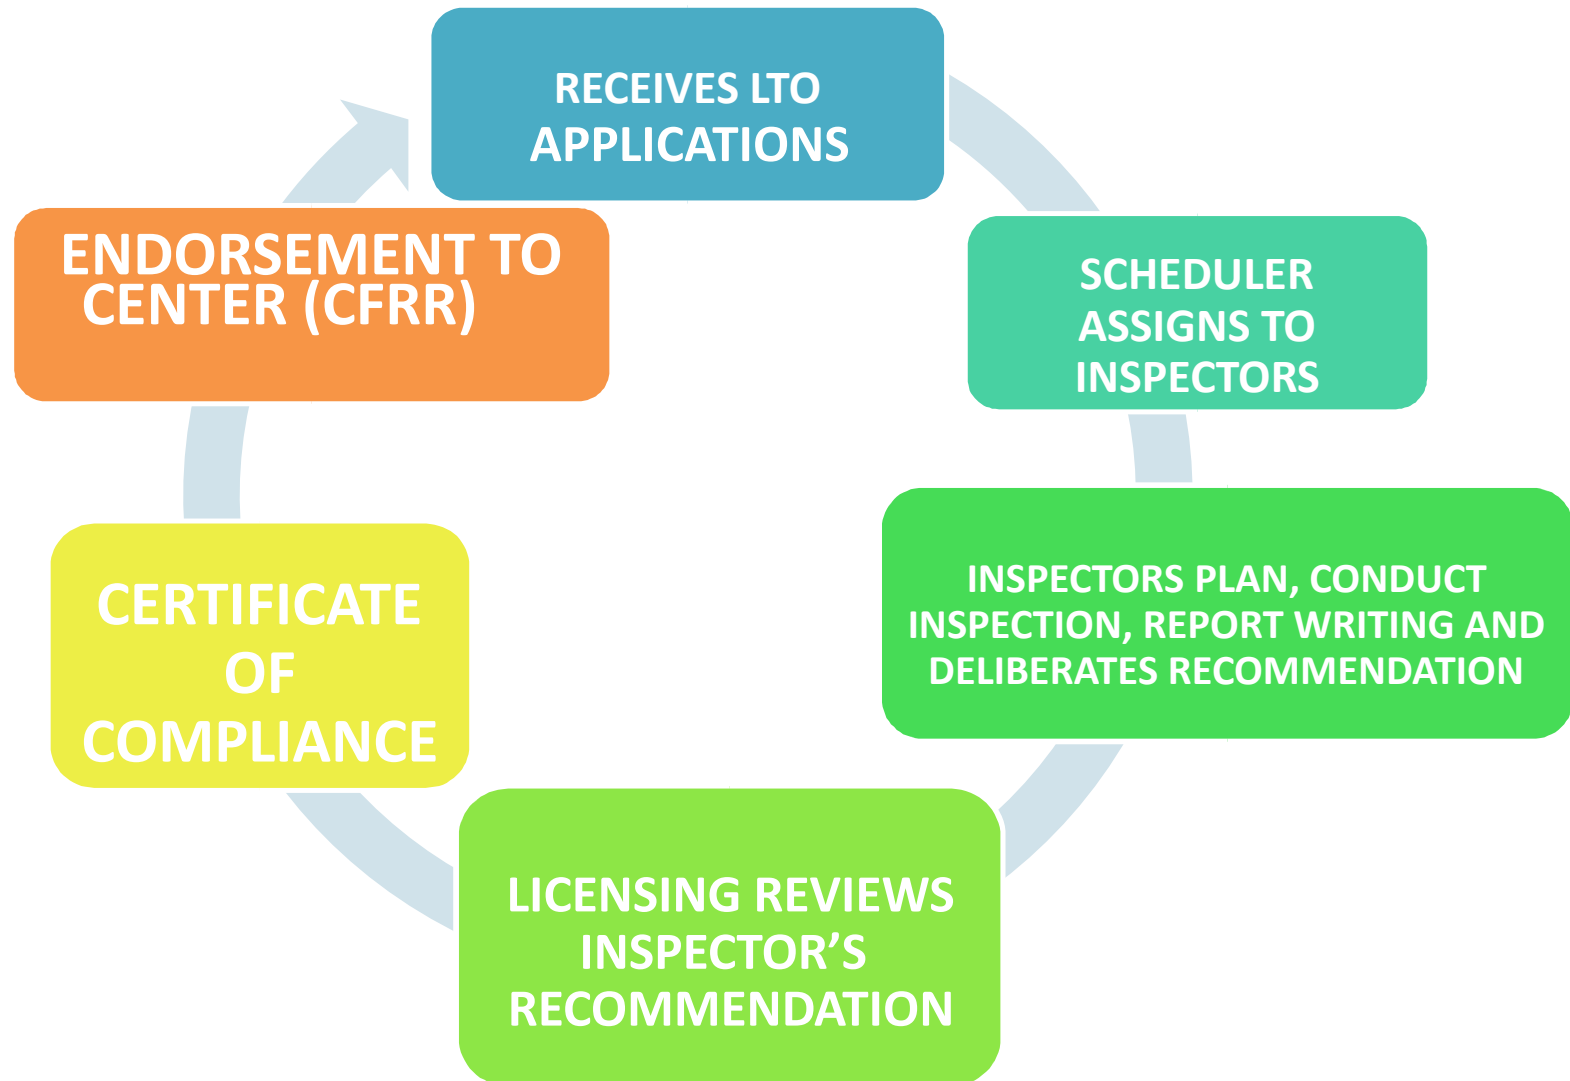 RECEIVES LTO
APPLICATIONS
SCHEDULER
ASSIGNS TO
INSPECTORS
INSPECTORS PLAN, CONDUCT
INSPECTION, REPORT WRITING AND
DELIBERATES RECOMMENDATION
LICENSING REVIEWS
INSPECTOR’S
RECOMMENDATION
CERTIFICATE
OF
COMPLIANCE
ENDORSEMENT TO
CENTER (CFRR)